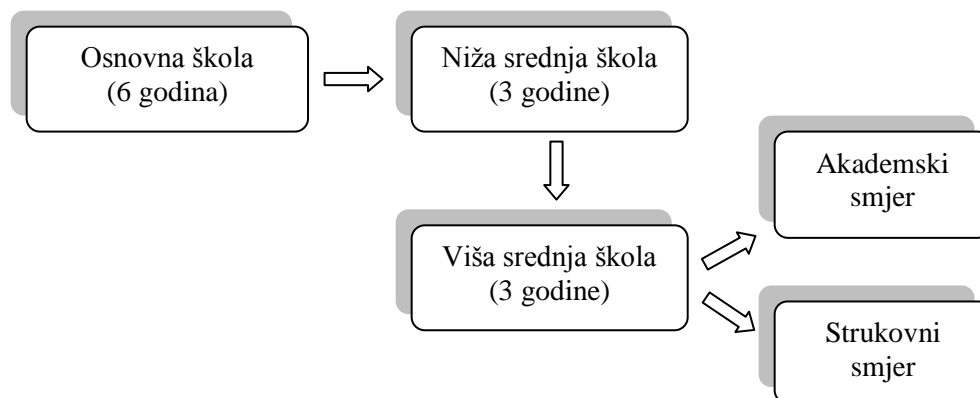 Osnovna škola
(6 godina)
Niža srednja škola
(3 godine)
Viša srednja škola
(3 godine)
Akademski
smjer
Strukovni
smjer